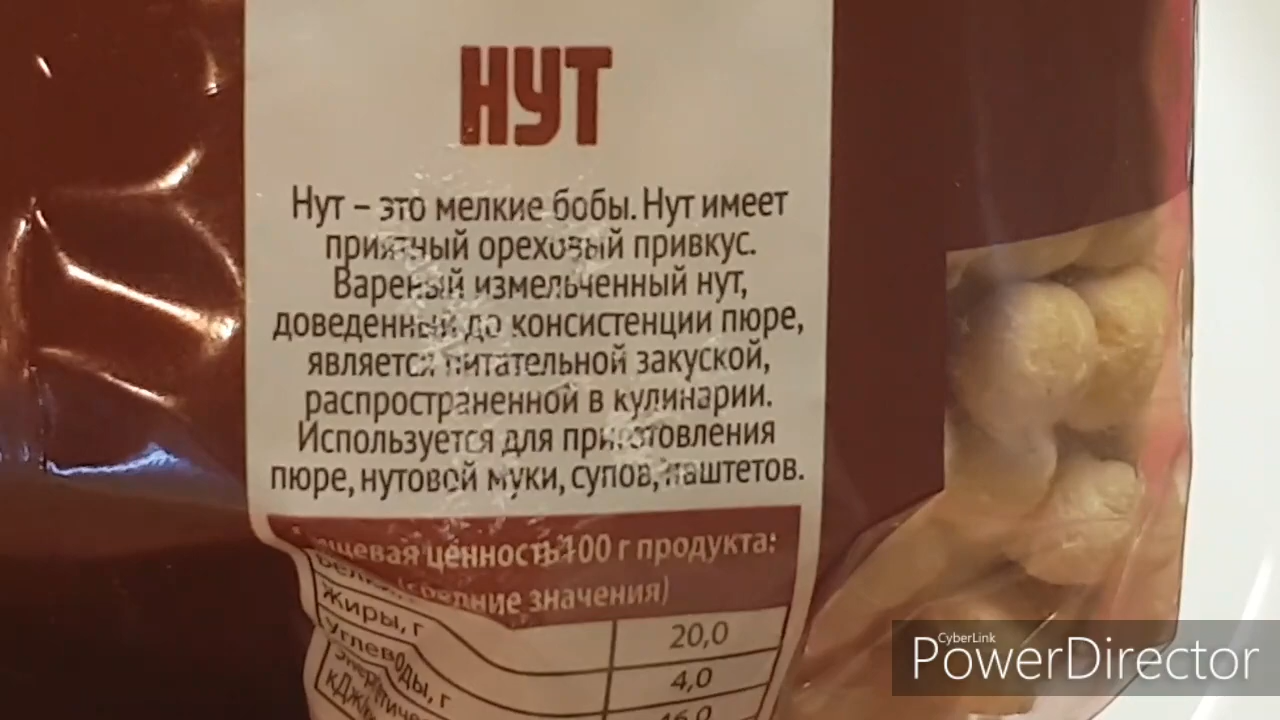 НУТ
Нут – это мелкие бобы. Нут имеет
приятный ореховый привкус.
Вареный измельченный нут,
доведенный до консистенции пюре,
является питательной закуской,
распространенной в кулинарии.
Используется для приготовления
пюре, нутовой муки, супов, паштетов.
ценность 100 г продукта:
(средние значения)
20,0
Жиры, г
4,0
Углеводы, г
CyberLink
PowerDirector